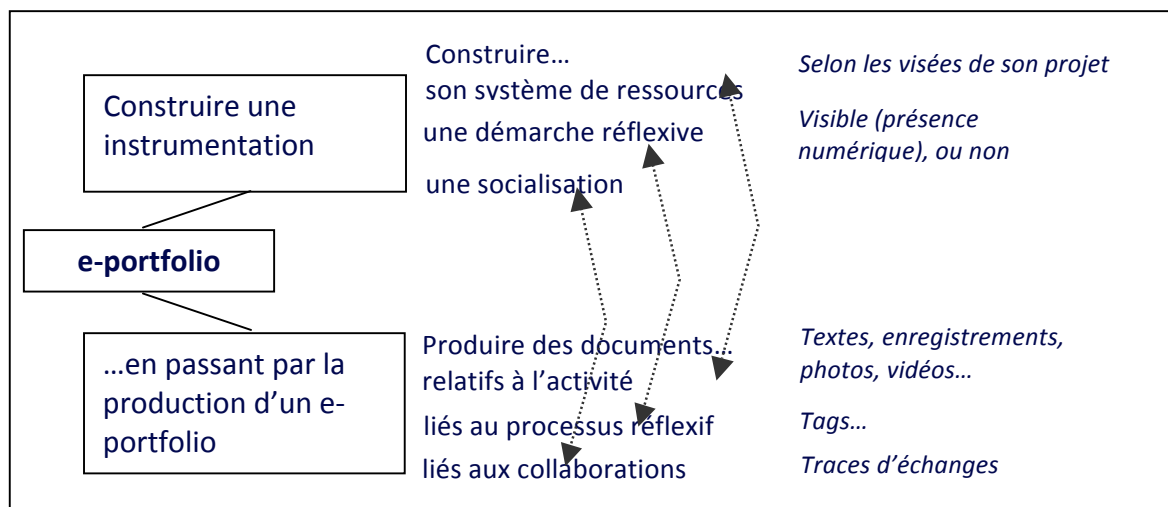 Construire…
son système de ressources
une démarche réflexive
une socialisation
Selon les visées de son projet
Visible (présence
numérique), ou non
Construire une
instrumentation
e-portfolio
…en passant par la
production d’un e-
portfolio
Produire des documents…
relatifs à l’activité
liés au processus réflexif
liés aux collaborations
Textes, enregistrements,
photos, vidéos…
Tags…
Traces d’échanges